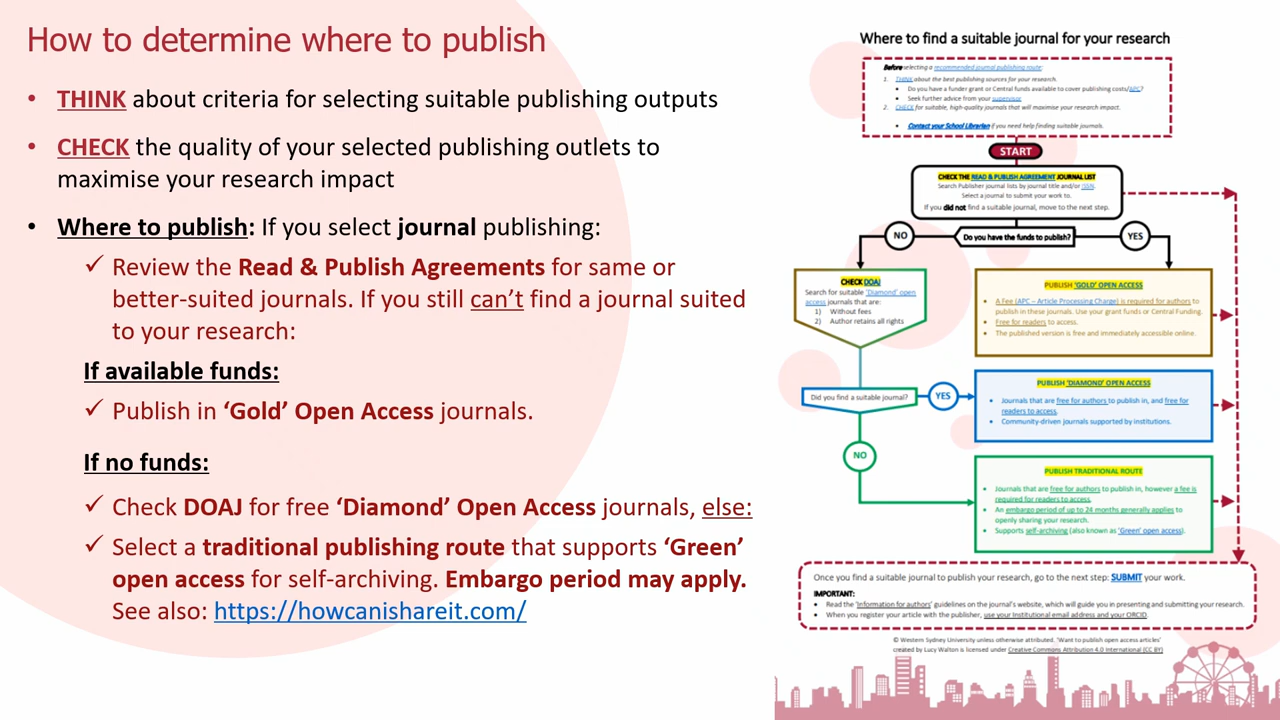 How to determine where to publish
• THINK about criteria for selecting suitable publishing outputs
• CHECK the quality of your selected publishing outlets to
maximise your research impact
• Where to publish: If you select journal publishing:
✓ Review the Read & Publish Agreements for same or
better-suited journals. If you still can't find a journal suited
to your research:
If available funds:
✓ Publish in ‘Gold’ Open Access journals.
If no funds:
✓ Check DOAJ for free ‘Diamond’ Open Access journals, else:
✓ Select a traditional publishing route that supports ‘Green’
open access for self-archiving. Embargo period may apply.
See also: https://howcanishareit.com/
Where to find a suitable journal for your research
Before selecting a recommended journal publishing route:
1. THINK about the best publishing sources for your research.
• Do you have a funder grant or Central funds available to cover publishing costs/APC?
• Seek further advice from your supervisor
2. CHECK for suitable, high-quality journals that will maximise your research impact.
• Contact your School Librarian if you need help finding suitable journals.
START
CHECK THE READ & PUBLISH AGREEMENT JOURNAL LIST
Search Publisher journal lists by journal title and/or ISSN.
Select a journal to submit your work to.
If you did not find a suitable journal, move to the next step.
NO
Do you have the funds to publish?
YES
CHECK DOAJ
Search for suitable ‘Diamond’ open
access journals that are:
1) Without fees
2) Author retains all rights
PUBLISH ‘GOLD’ OPEN ACCESS
• A Fee (APC – Article Processing Charge) is required for authors to
publish in these journals. Use your grant funds or Central Funding.
• Free for readers to access.
• The published version is free and immediately accessible online.
Did you find a suitable journal?
YES
PUBLISH ‘DIAMOND’ OPEN ACCESS
• Journals that are free for authors to publish in, and free for
readers to access.
• Community-driven journals supported by institutions.
NO
PUBLISH TRADITIONAL ROUTE
• Journals that are free for authors to publish in, however a fee is
required for readers to access.
• An embargo period of up to 24 months generally applies to
openly sharing your research.
• Supports self-archiving (also known as ‘Green’ open access).
Once you find a suitable journal to publish your research, go to the next step: SUBMIT your work.
IMPORTANT:
• Read the ‘Information for authors’ guidelines on the journal's website, which will guide you in presenting and submitting your research.
• When you register your article with the publisher, use your Institutional email address and your ORCID.
© Western Sydney University unless otherwise attributed. ‘Want to publish open access articles’
created by Lucy Walton is licensed under Creative Commons Attribution 4.0 International (CC BY)